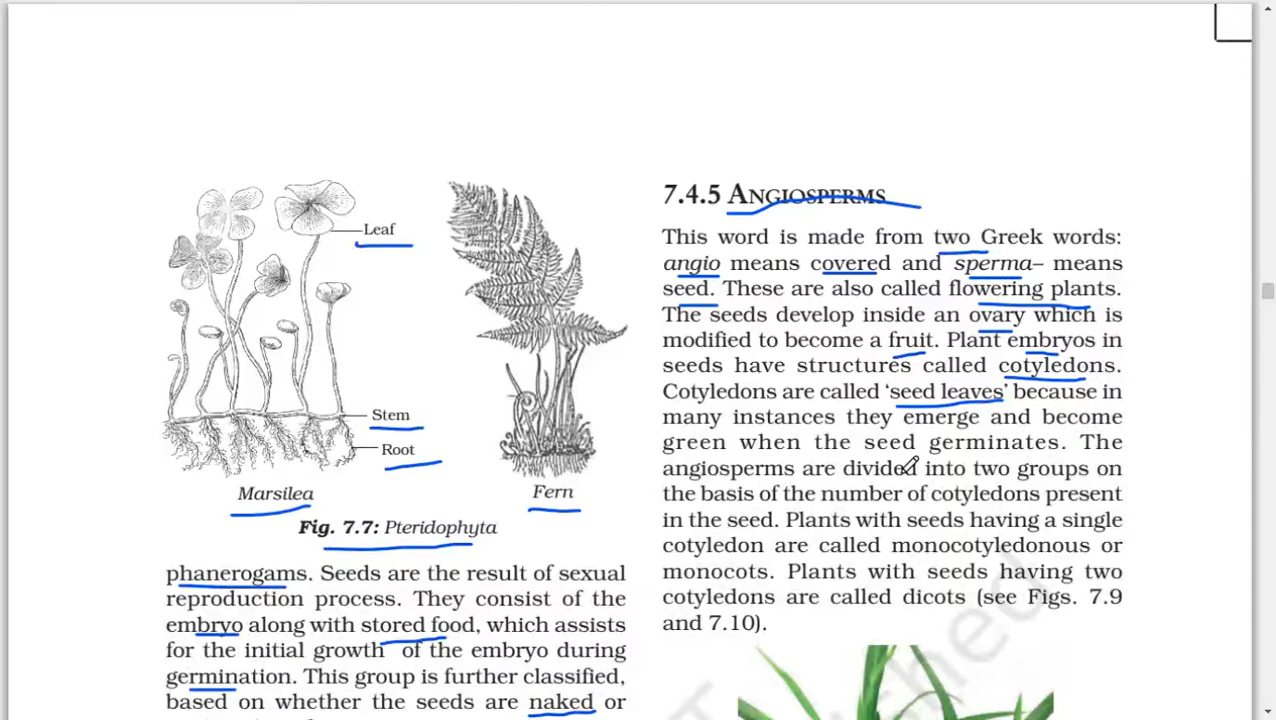 Leaf
Stem
Root
Marsilea
Fern
Fig. 7.7: Pteridophyta
phanerogams. Seeds are the result of sexual
reproduction process. They consist of the
embryo along with stored food, which assists
for the initial growth of the embryo during
germination. This group is further classified,
based on whether the seeds are naked or
7.4.5 ANGIOSPERMS
This word is made from two Greek words:
angio means covered and sperma– means
seed. These are also called flowering plants.
The seeds develop inside an ovary which is
modified to become a fruit. Plant embryos in
seeds have structures called cotyledons.
Cotyledons are called ‘seed leaves’ because in
many instances they emerge and become
green when the seed germinates. The
angiosperms are divided into two groups on
the basis of the number of cotyledons present
in the seed. Plants with seeds having a single
cotyledon are called monocotyledonous or
monocots. Plants with seeds having two
cotyledons are called dicots (see Figs. 7.9
and 7.10).